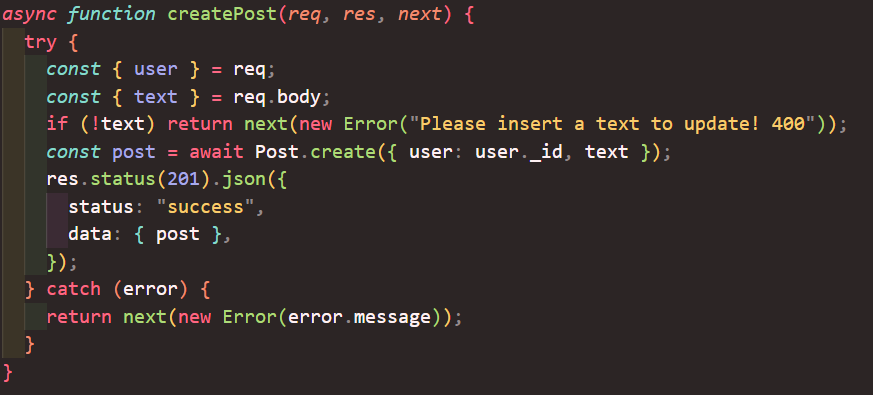 async function createPost(req, res, next) {
  try {
    const { user } = req;
    const { text } = req.body;
    if (!text) return next(new Error("Please insert a text to update! 400"));
    const post = await Post.create({ user: user._id, text });
    res.status(201).json({
      status: "success",
      data: { post },
    });
  } catch (error) {
    return next(new Error(error.message));
  }
}